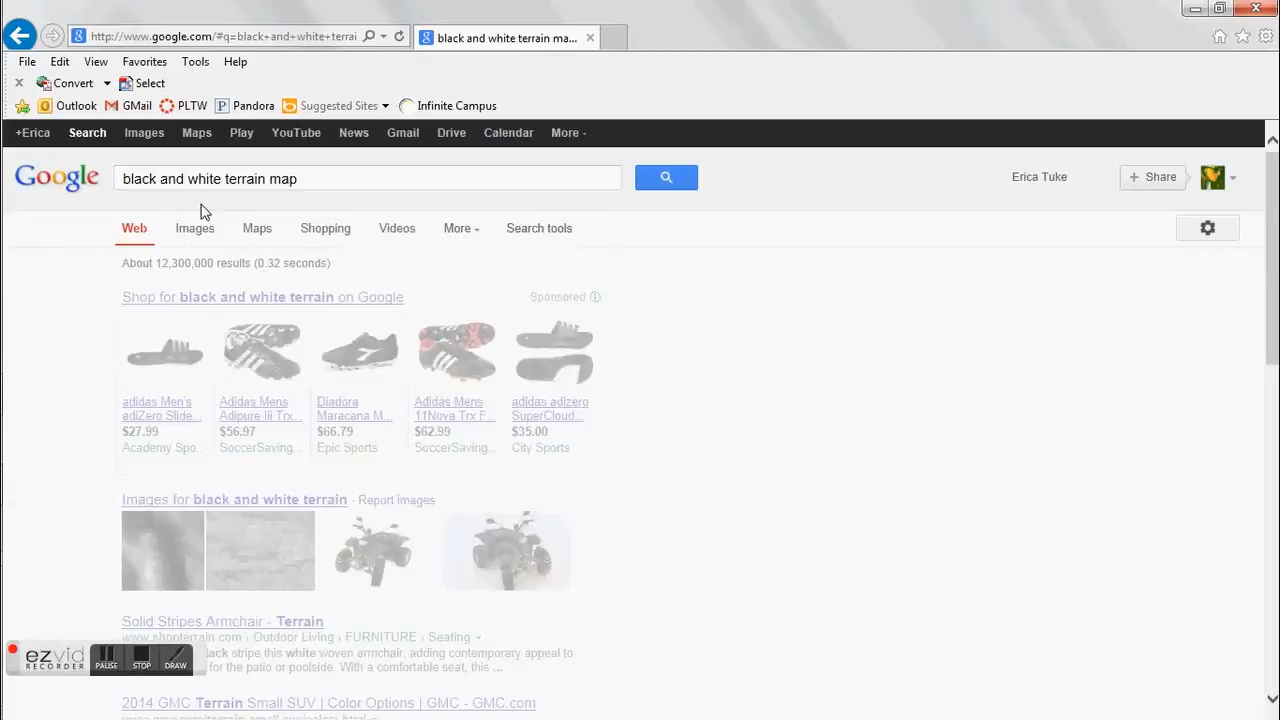 http://www.google.com/#q=black+and+white+terrai
black and white terrain ma...
File Edit View Favorites Tools Help
Convert Select
Outlook GMail PLTW Pandora Suggested Sites Infinite Campus
+Erica Search Images Maps Play YouTube News Gmail Drive Calendar More
Google black and white terrain map Erica Tuke + Share
Web Images Maps Shopping Videos More Search tools
About 12,300,000 results (0.32 seconds)
Shop for black and white terrain on Google Sponsored
adidas Men's Adidas Mens Diadora Adidas Mens adidas adizero
adiZero Slide... Adipure Iii Trx... Maracana M... 11Nova Trx F... SuperCloud...
$27.99 $56.97 $66.79 $62.99 $35.00
Academy Spo.. SoccerSaving... Epic Sports SoccerSaving... City Sports
Images for black and white terrain - Report images
Solid Stripes Armchair - Terrain
www.shopterrain.com › Outdoor Living › FURNITURE › Seating
lack stripe this white woven armchair, adding contemporary appeal to
for the patio or poolside. With a comfortable seat, this ...
ezvid
RECORDER
PAUSE STOP DRAW
2014 GMC Terrain Small SUV | Color Options | GMC - GMC.com